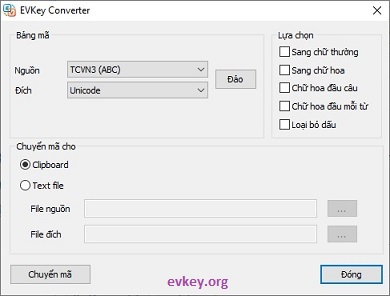 EVKey Converter
Bảng mã
Nguồn
TCVN3 (ABC)
Đích
Unicode
Đảo
Lựa chọn
Sang chữ thường
Sang chữ hoa
Chữ hoa đầu câu
Chữ hoa đầu mỗi từ
Loại bỏ dấu
Chuyển mã cho
Clipboard
Text file
File nguồn
...
File đích
...
Chuyển mã
evkey.org
Đóng